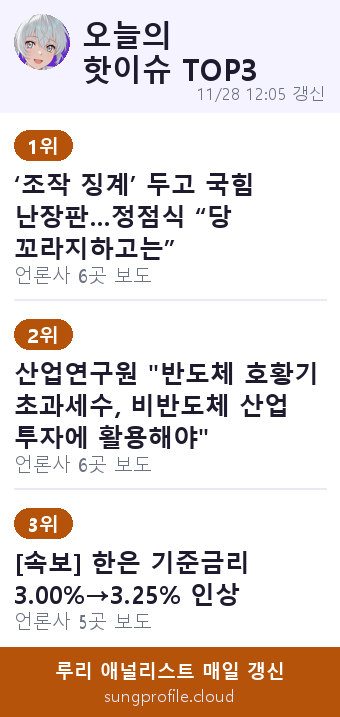 오늘의
핫이슈 TOP3
11/28 12:05 갱신
1위
‘조작 징계’ 두고 국힘
난장판…정점식 “당
꼬라지하고는”
언론사 6곳 보도
2위
산업연구원 "반도체 호황기
초과세수, 비반도체 산업
투자에 활용해야"
언론사 6곳 보도
3위
[속보] 한은 기준금리
3.00%→3.25% 인상
언론사 5곳 보도
루리 애널리스트 매일 갱신
sungprofile.cloud